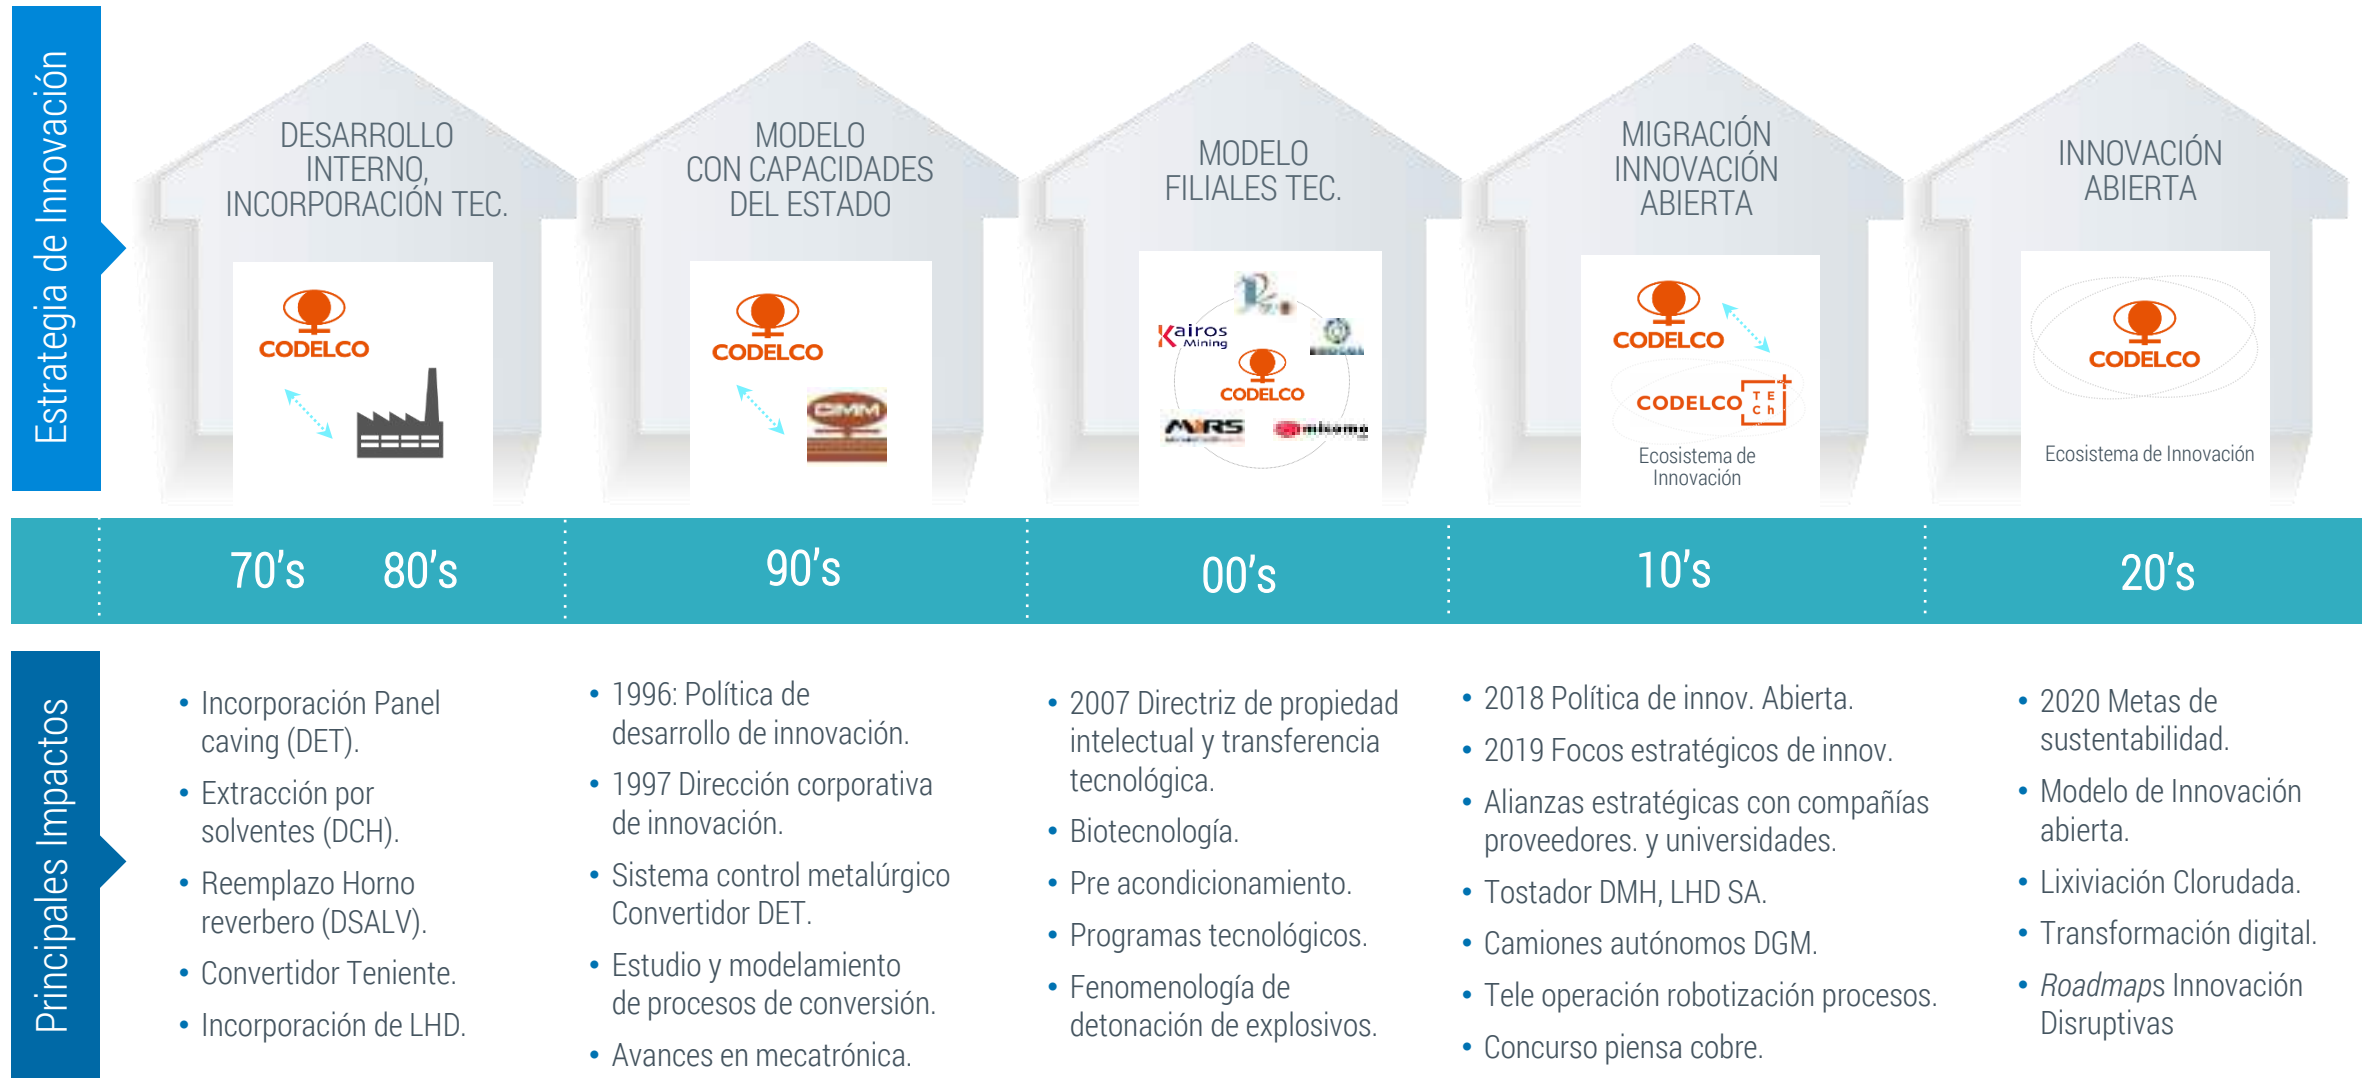 Estrategia de Innovación
DESARROLLO
INTERNO,
INCORPORACIÓN TEC.
CODELCO
MODELO
CON CAPACIDADES
DEL ESTADO
CODELCO
CIMM
MODELO
FILIALES TEC.
Kairos
Mining
CODELCO
MIRS
MIGRACIÓN
INNOVACIÓN
ABIERTA
CODELCO
CODELCO TECh
Ecosistema de
Innovación
INNOVACIÓN
ABIERTA
CODELCO
Ecosistema de Innovación
70's 80's 90's 00's 10's 20's
Principales Impactos
• Incorporación Panel
caving (DET).
• Extracción por
solventes (DCH).
• Reemplazo Horno
reverbero (DSALV).
• Convertidor Teniente.
• Incorporación de LHD.
• 1996: Política de
desarrollo de innovación.
• 1997 Dirección corporativa
de innovación.
• Sistema control metalúrgico
Convertidor DET.
• Estudio y modelamiento
de procesos de conversión.
• Avances en mecatrónica.
• 2007 Directriz de propiedad
intelectual y transferencia
tecnológica.
• Biotecnología.
• Pre acondicionamiento.
• Programas tecnológicos.
• Fenomenología de
detonación de explosivos.
• 2018 Política de innov. Abierta.
• 2019 Focos estratégicos de innov.
• Alianzas estratégicas con compañías
proveedores. y universidades.
• Tostador DMH, LHD SA.
• Camiones autónomos DGM.
• Tele operación robotización procesos.
• Concurso piensa cobre.
• 2020 Metas de
sustentabilidad.
• Modelo de Innovación
abierta.
• Lixiviación Clorudada.
• Transformación digital.
• Roadmaps Innovación
Disruptivas